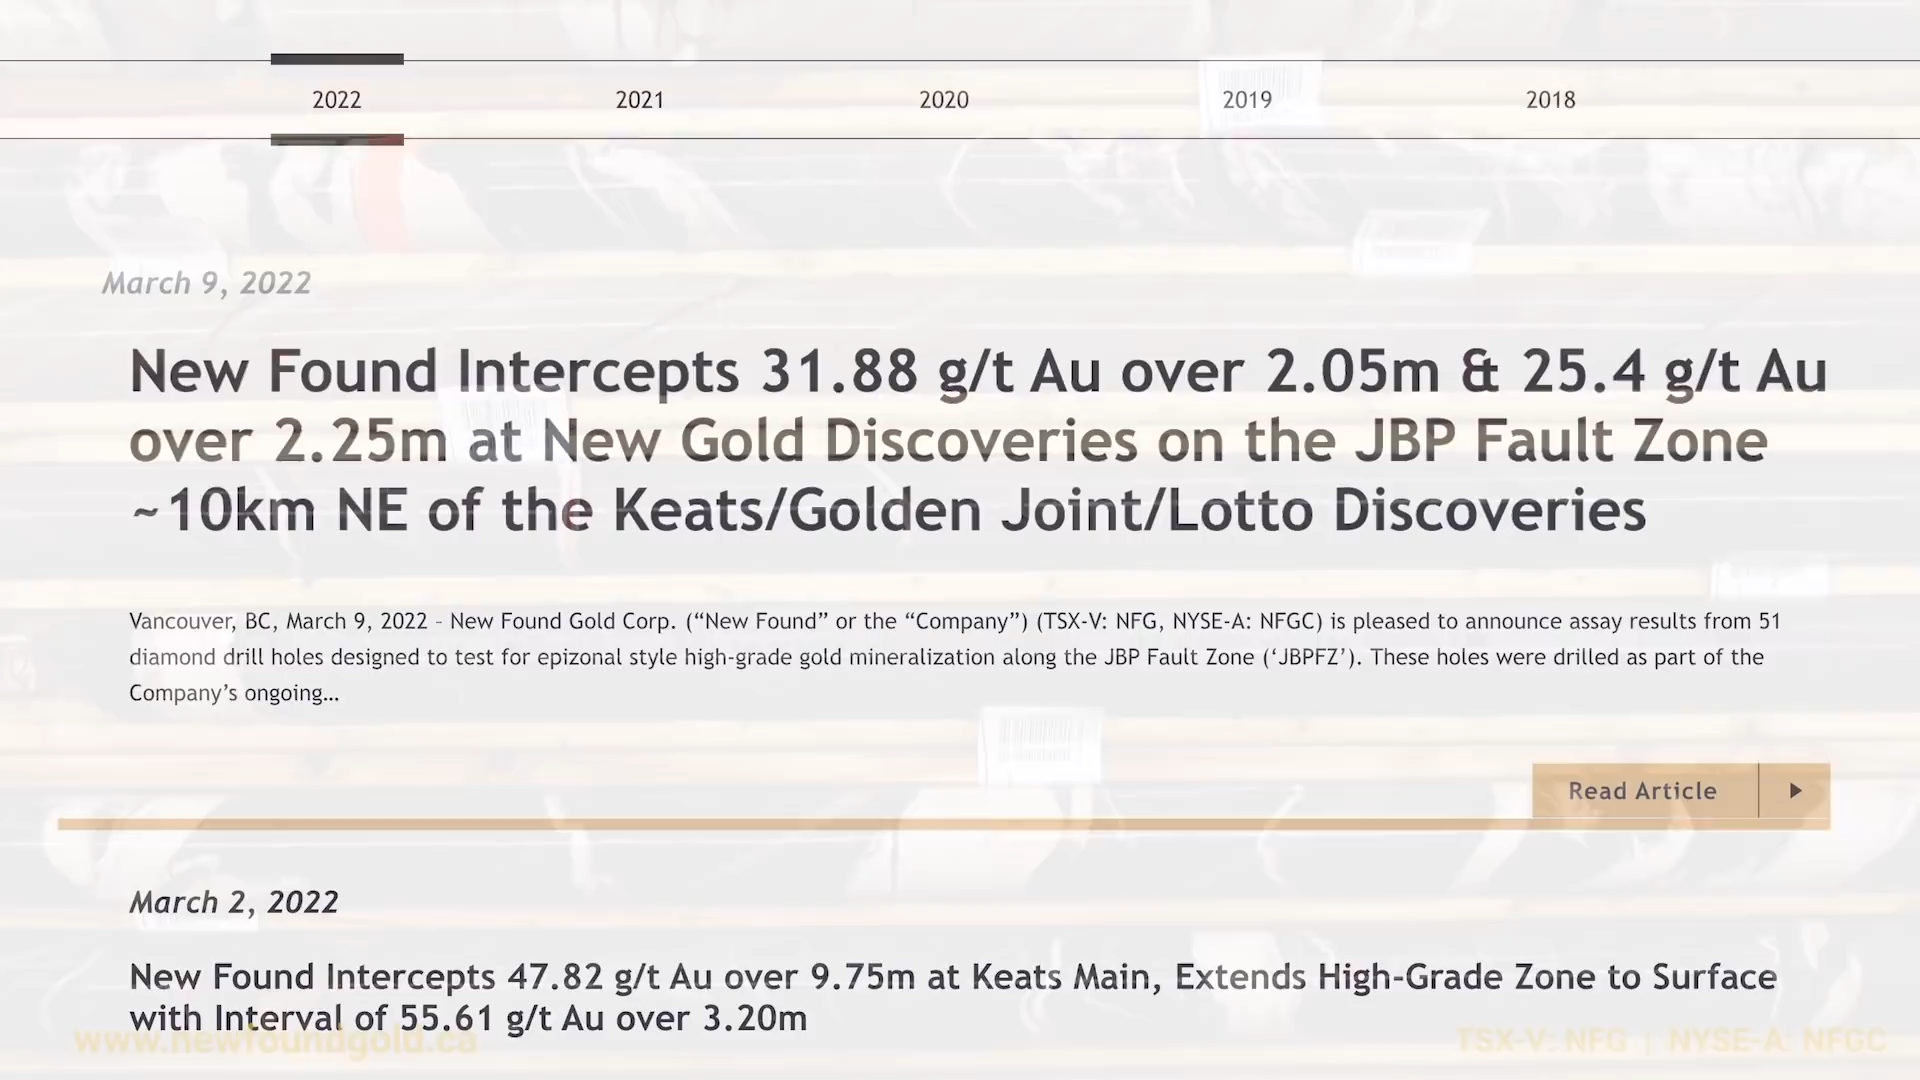 2022 2021 2020 2019 2018
March 9, 2022
New Found Intercepts 31.88 g/t Au over 2.05m & 25.4 g/t Au
over 2.25m at New Gold Discoveries on the JBP Fault Zone
~10km NE of the Keats/Golden Joint/Lotto Discoveries
Vancouver, BC, March 9, 2022 - New Found Gold Corp. (“New Found” or the “Company”) (TSX-V: NFG, NYSE-A: NFGC) is pleased to announce assay results from 51
diamond drill holes designed to test for epizonal style high-grade gold mineralization along the JBP Fault Zone (‘JBPFZ’). These holes were drilled as part of the
Company’s ongoing…
Read Article
March 2, 2022
New Found Intercepts 47.82 g/t Au over 9.75m at Keats Main, Extends High-Grade Zone to Surface
with Interval of 55.61 g/t Au over 3.20m
www.newfoundgold.ca TSX-V: NFG | NYSE-A: NFGC